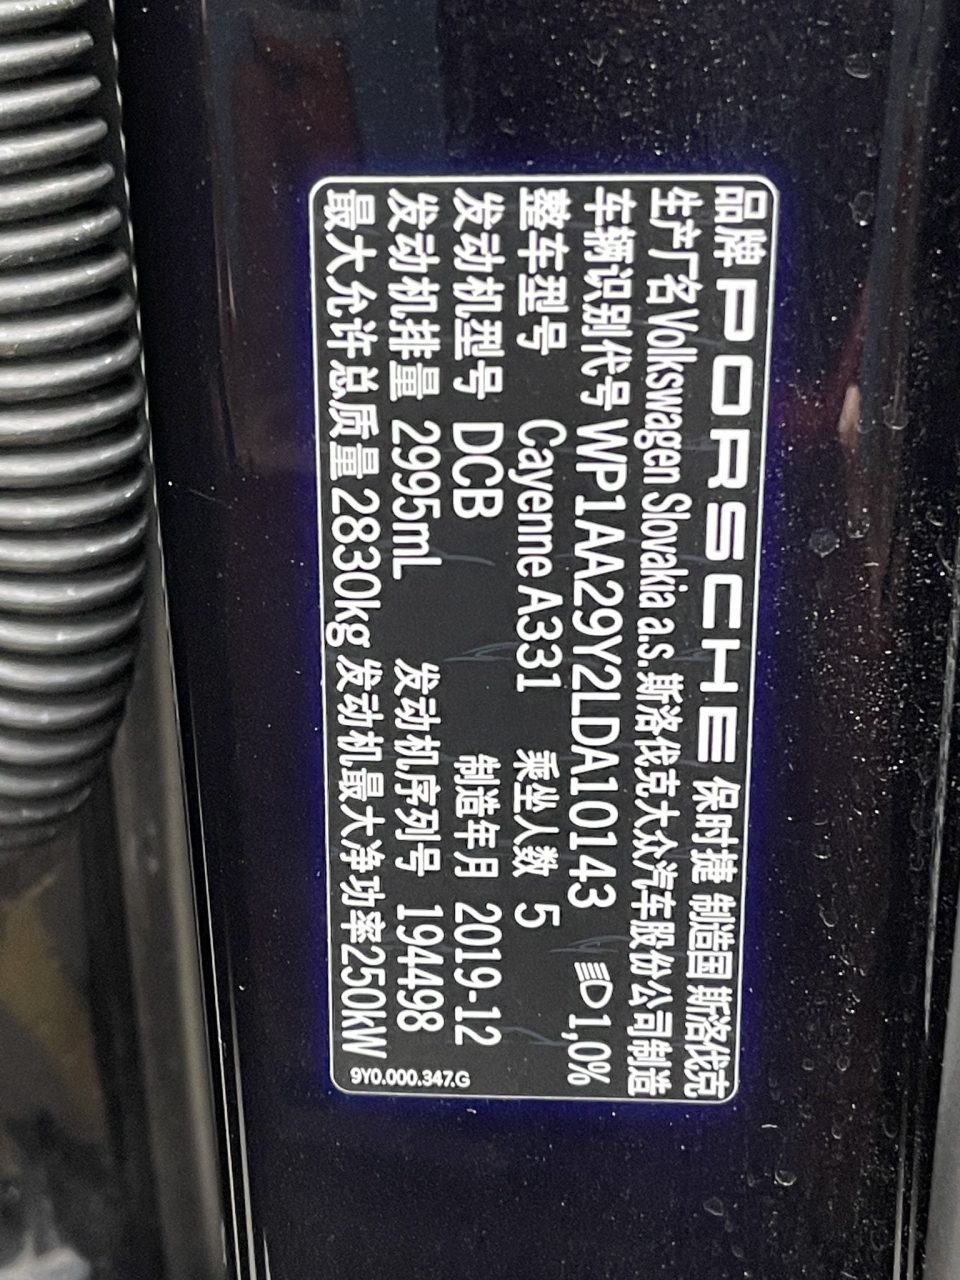 品牌 PORSCHE 保时捷 制造国 斯洛伐克
生产厂名 Volkswagen Slovakia a.s.斯洛伐克大众汽车股份公司制造
车辆识别代号 WP1AA29Y2LDA10143 1,0%
整车型号 Cayenne A331 乘坐人数 5
发动机型号 DCB 制造年月 2019-12
发动机排量 2995mL 发动机序列号 194498
最大允许总质量 2830kg 发动机最大净功率250kW
9Y0.000.347.G